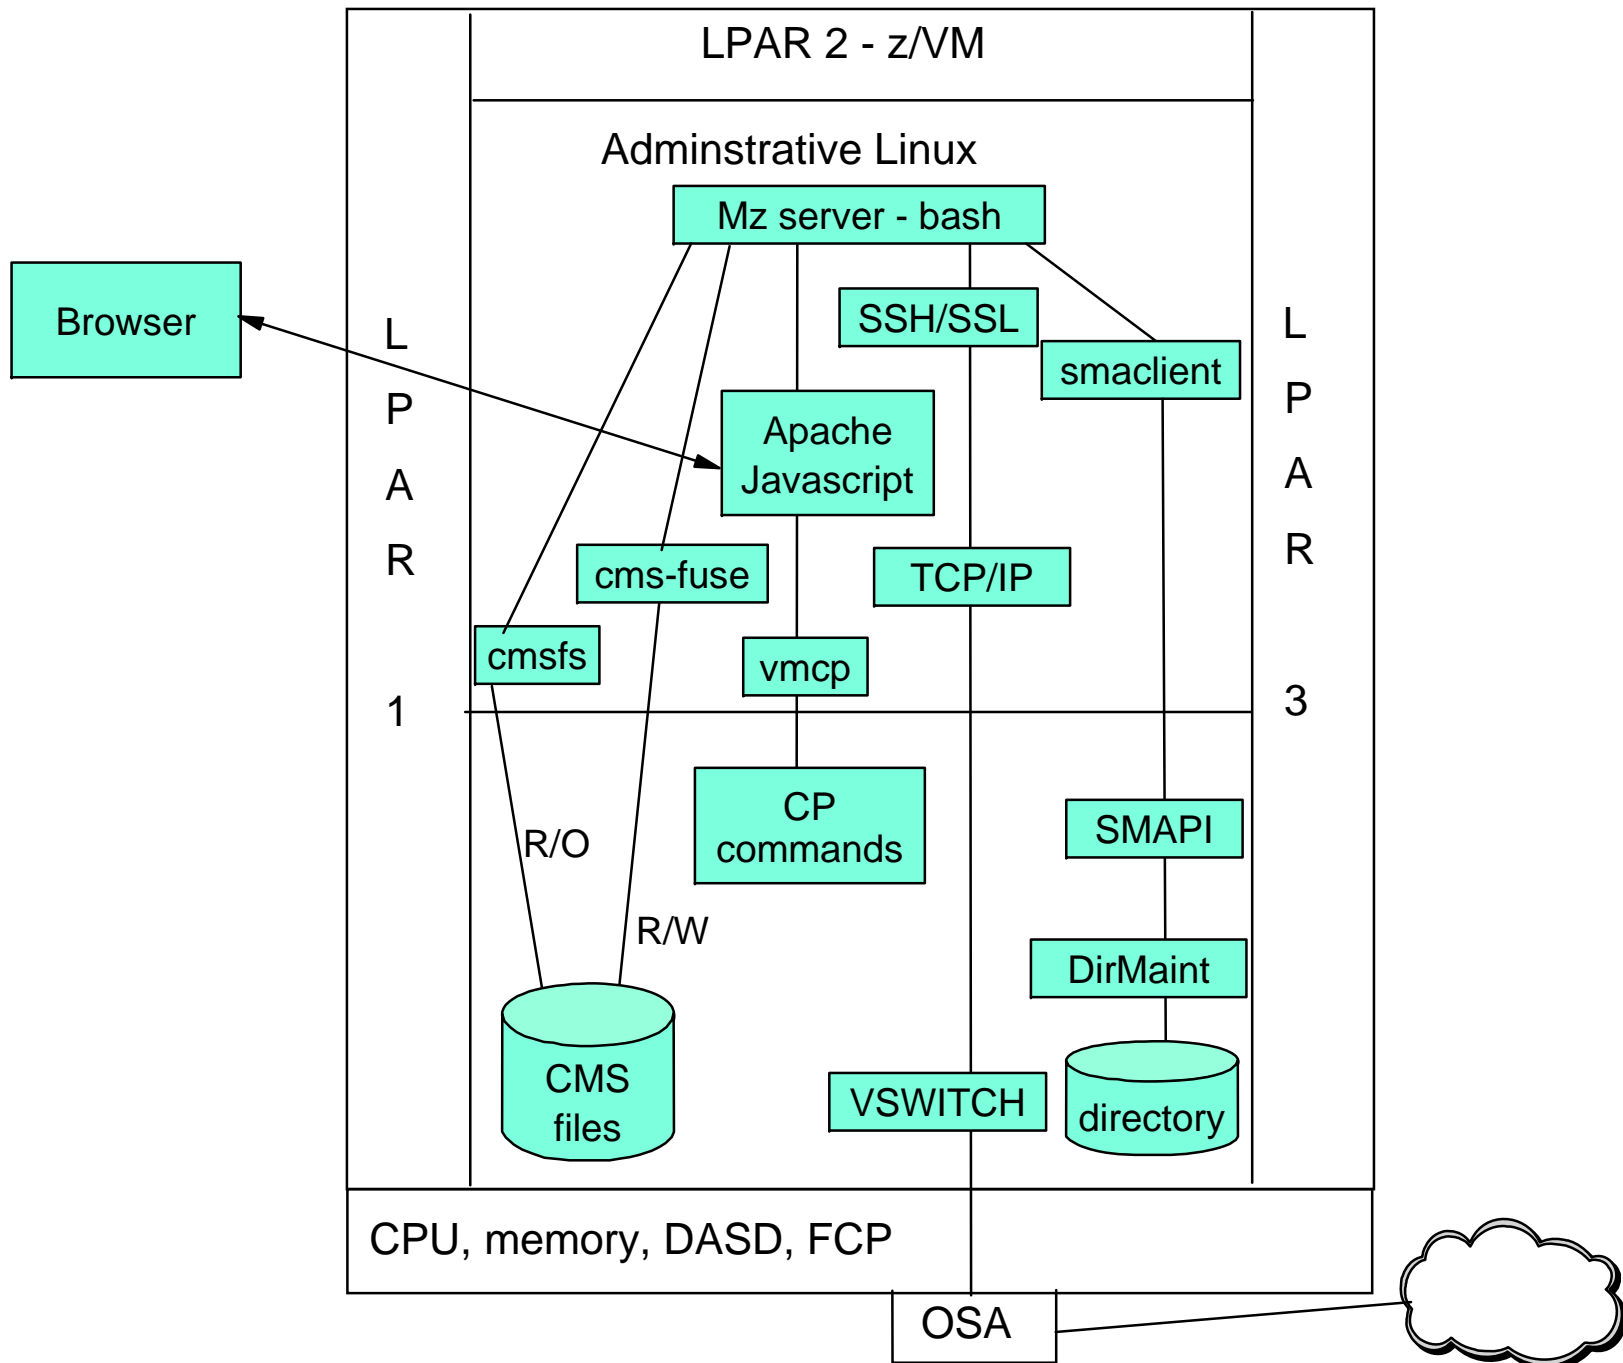 LPAR 2 - z/VM
Adminstrative Linux
Mz server - bash
Browser
SSH/SSL
smaclient
L
P
A
R
1
L
P
A
R
3
Apache
Javascript
cms-fuse
TCP/IP
cmsfs
vmcp
CP
commands
SMAPI
R/O
R/W
DirMaint
CMS
files
VSWITCH
directory
CPU, memory, DASD, FCP
OSA